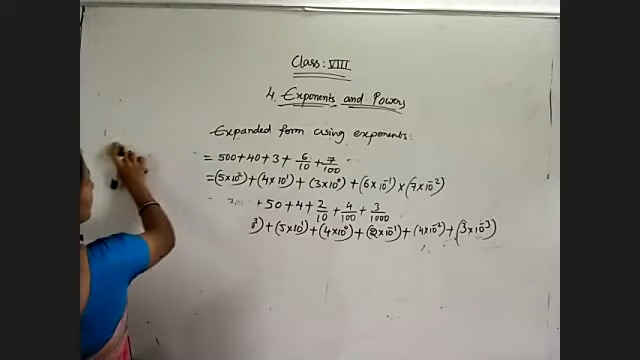 Class: VIII
4. Exponents and Powers
Expanded form using exponents:
= 500+40+3+ 6/10 + 7/100
= (5×10²)+(4×10¹)+(3×10⁰)+(6×10⁻¹)×(7×10⁻²)
+50+4+ 2/10 + 4/100 + 3/1000
)+(5×10¹)+(4×10⁰)+(2×10⁻¹)+(4×10⁻²)+(3×10⁻³)